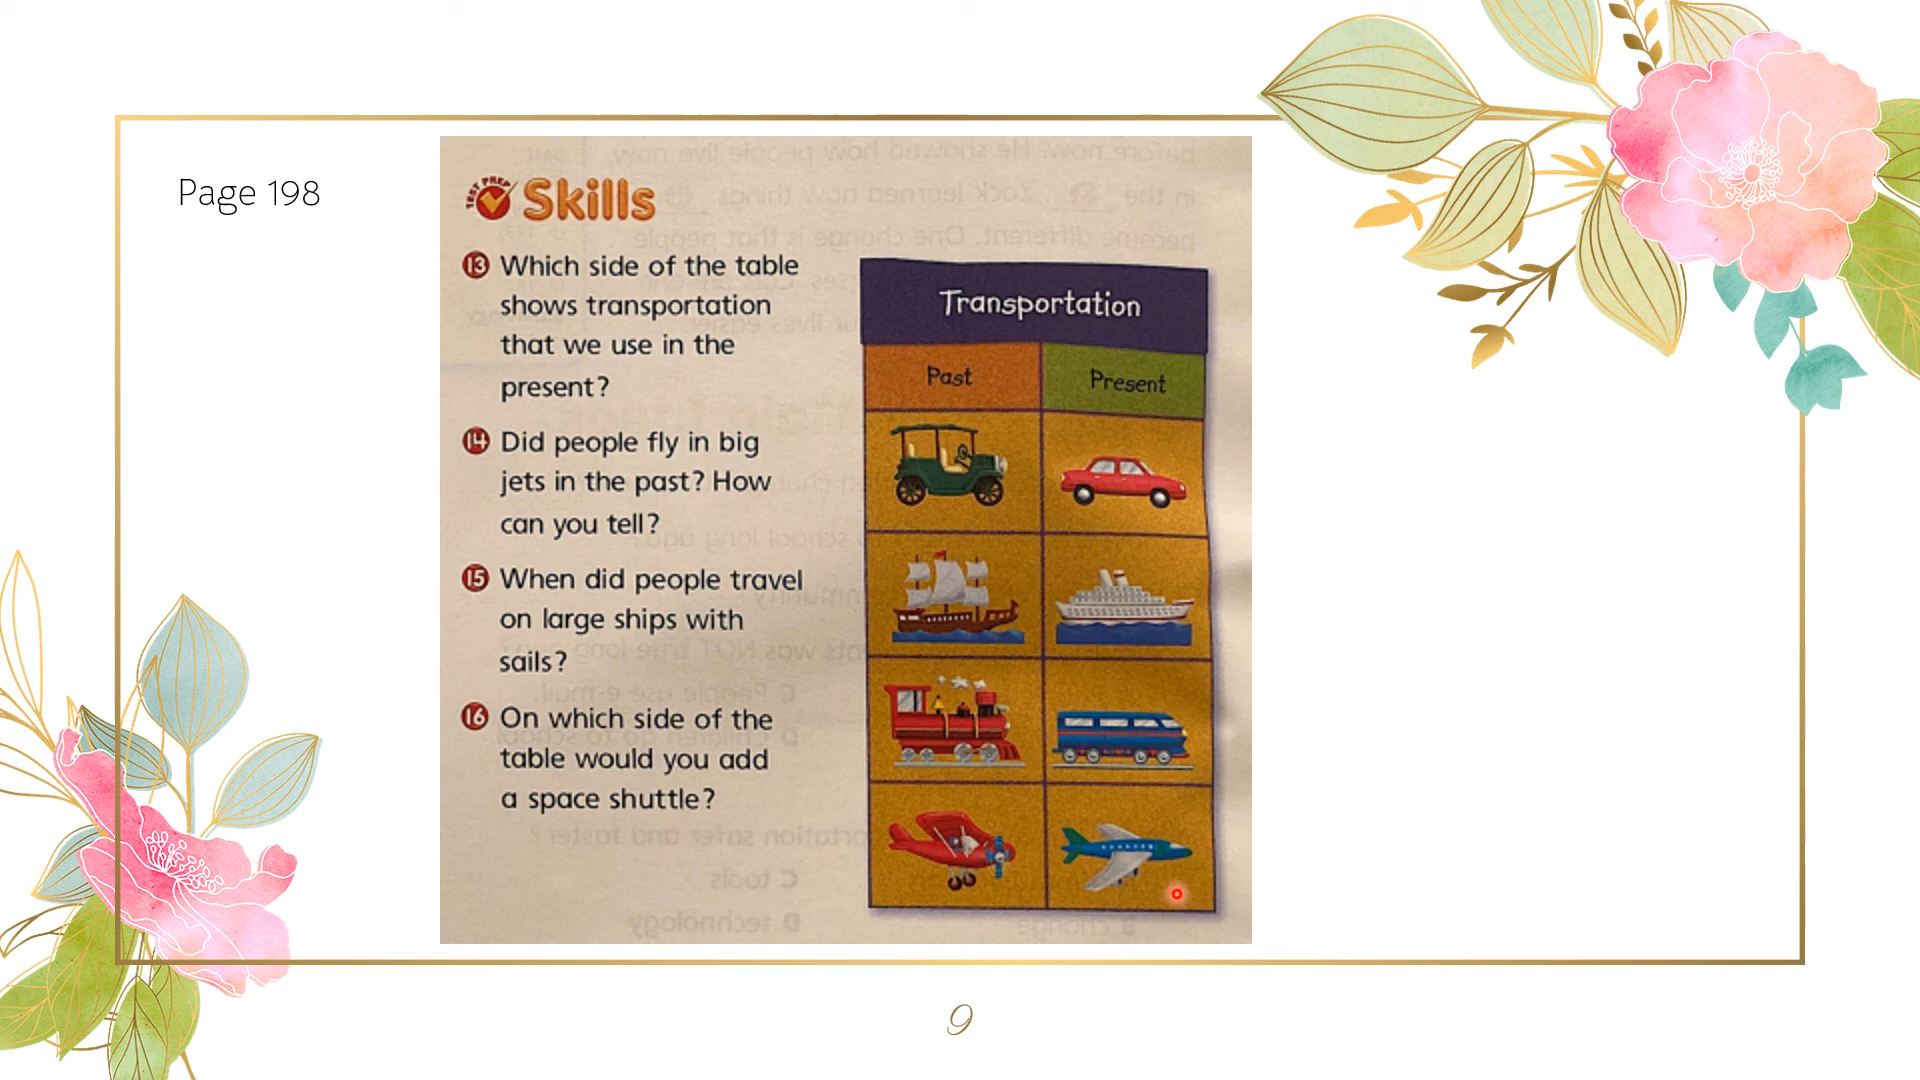 Page 198
TEST PREP
Skills
13 Which side of the table
shows transportation
that we use in the
present?
14 Did people fly in big
jets in the past? How
can you tell?
15 When did people travel
on large ships with
sails?
16 On which side of the
table would you add
a space shuttle?
Transportation
Past Present
9